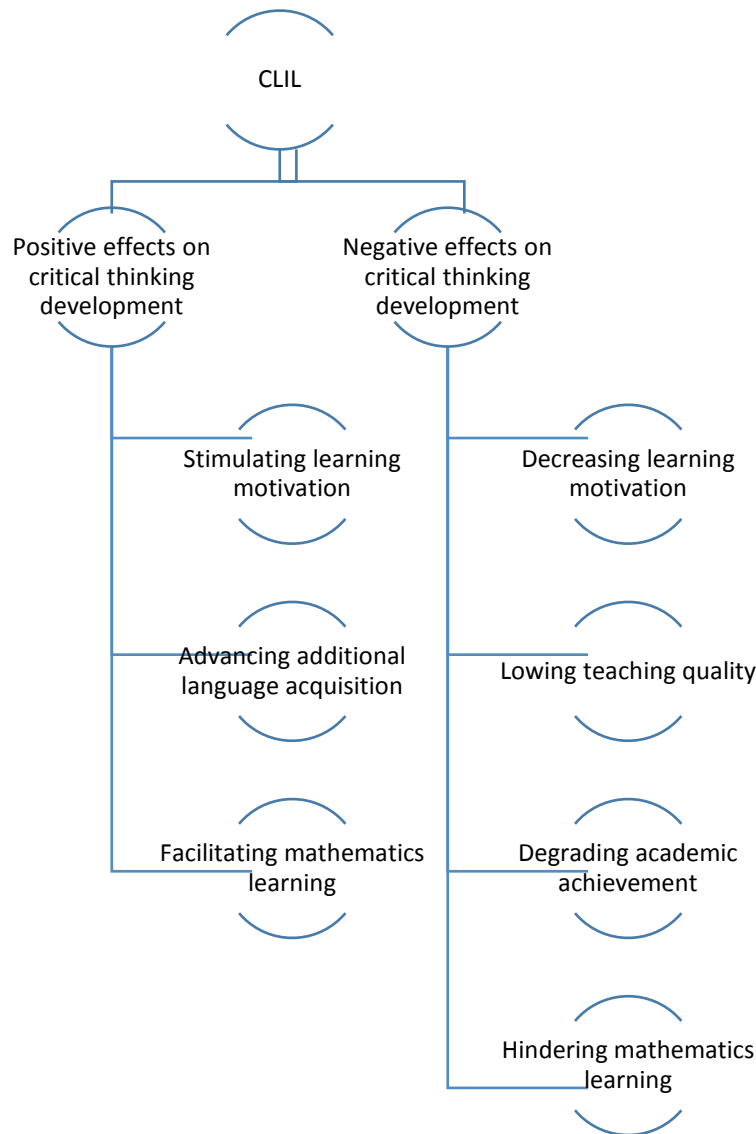 CLIL
Positive effects on
critical thinking
development
Negative effects on
critical thinking
development
Stimulating learning
motivation
Decreasing learning
motivation
Advancing additional
language acquisition
Lowing teaching quality
Facilitating mathematics
learning
Degrading academic
achievement
Hindering mathematics
learning